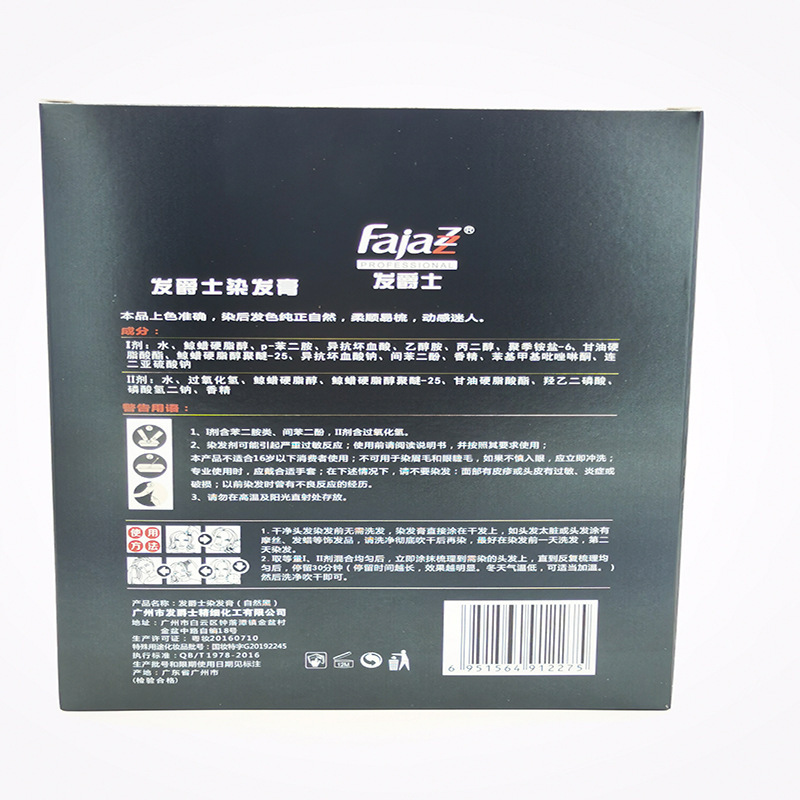 FajaZZ®
PROFESSIONAL
发爵士
发爵士染发膏
本品上色准确，染后发色纯正自然，柔顺易梳，动感迷人。
成分：
I剂：水、鲸蜡硬脂醇、p-苯二胺、异抗坏血酸、乙醇胺、丙二醇、聚季铵盐-6、甘油硬
脂酸酯、鲸蜡硬脂醇聚醚-25、异抗坏血酸钠、间苯二酚、香精、苯基甲基吡唑啉酮、连
二亚硫酸钠
II剂：水、过氧化氢、鲸蜡硬脂醇、鲸蜡硬脂醇聚醚-25、甘油硬脂酸酯、羟乙二磷酸、
磷酸氢二钠、香精
警告用语：
1、I剂含苯二胺类、间苯二酚，II剂含过氧化氢。
2、染发剂可能引起严重过敏反应；使用前请阅读说明书，并按照其要求使用；
本产品不适合16岁以下消费者使用；不可用于染眉毛和眼睫毛，如果不慎入眼，应立即冲洗；
专业使用时，应戴合适手套；在下述情况下，请不要染发：面部有皮疹或头皮有过敏、炎症或
破损；以前染发时曾有不良反应的经历。
3、请勿在高温及阳光直射处存放。
使用
方法
1.干净头发染发前无需洗发，染发膏直接涂在干发上，如头发太脏或头发涂有
摩丝、发蜡等饰发品，请洗净彻底吹干后再染，最好在染发前一天洗发，第二
天染发。
2.取等量I、II剂混合均匀后，立即涂抹梳理到需染的头发上，直到反复梳理均
匀后，停留30分钟（停留时间越长，效果越明显。冬天气温低，可适当加温。）
然后洗净吹干即可。
产品名称：发爵士染发膏（自然黑）
广州市发爵士精细化工有限公司
地址：广州市白云区钟落潭镇金盆村
金盆中路自编18号
生产许可证：粤妆20160710
特殊用途化妆品批号：国妆特字G20192245
执行标准：QB/T1978-2016
生产批号和限期使用日期见标注
产地：广东省广州市
(检验合格)
12M
6 951564 912275